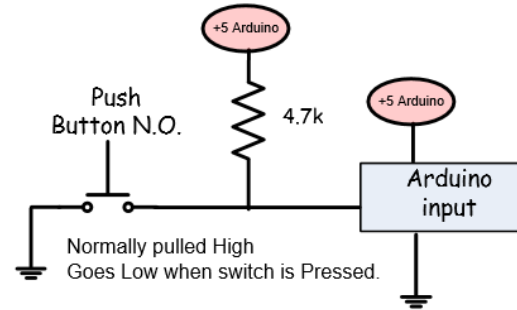 +5 Arduino
Push
Button N.O.
4.7k
+5 Arduino
Arduino
input
Normally pulled High
Goes Low when switch is Pressed.